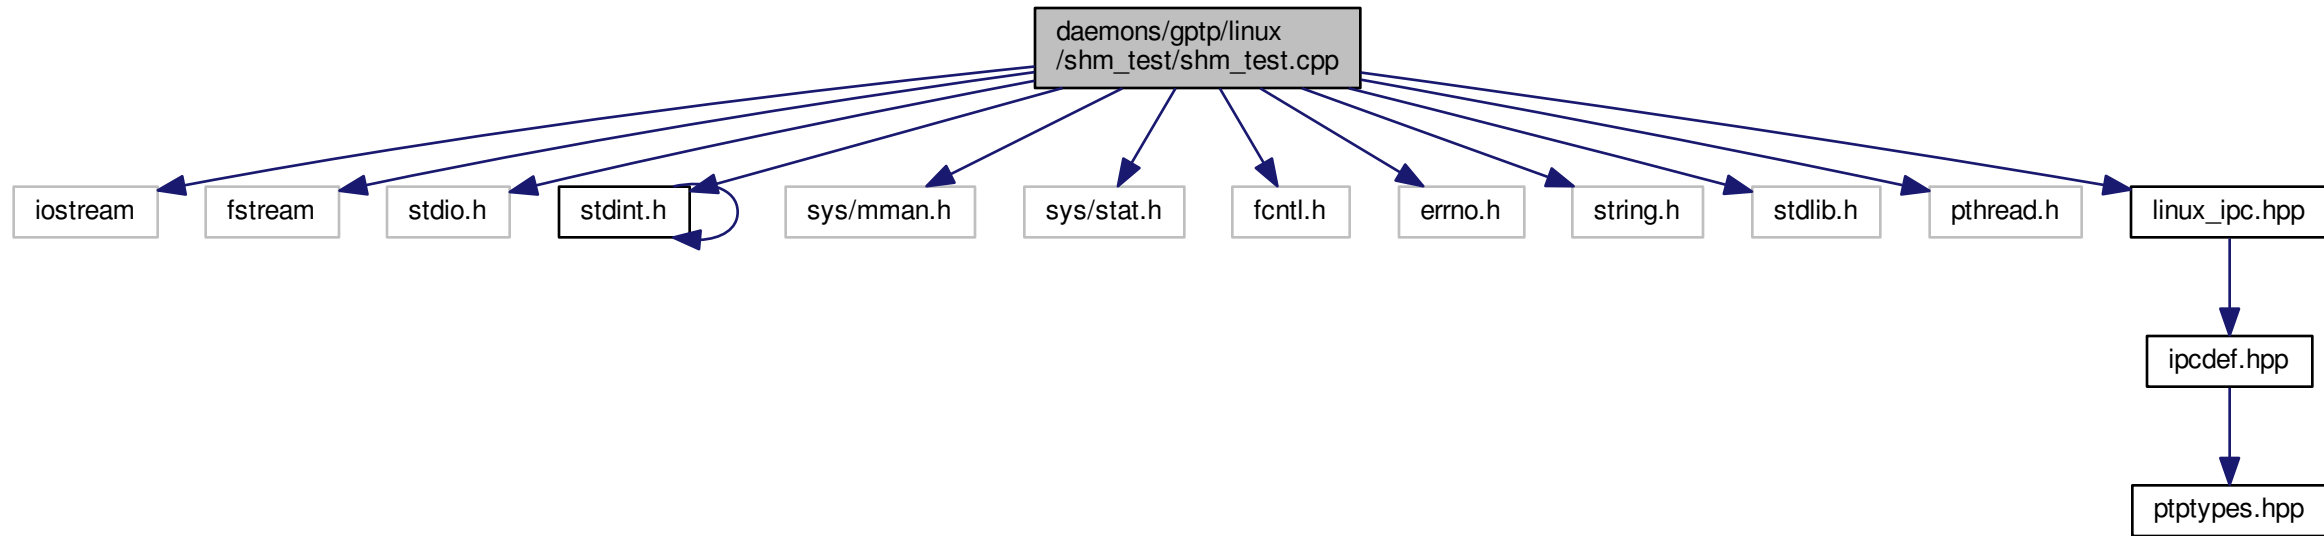 daemons/gptp/linux
/shm_test/shm_test.cpp
iostream
fstream
stdio.h
stdint.h
sys/mman.h
sys/stat.h
fcntl.h
errno.h
string.h
stdlib.h
pthread.h
linux_ipc.hpp
ipcdef.hpp
ptptypes.hpp